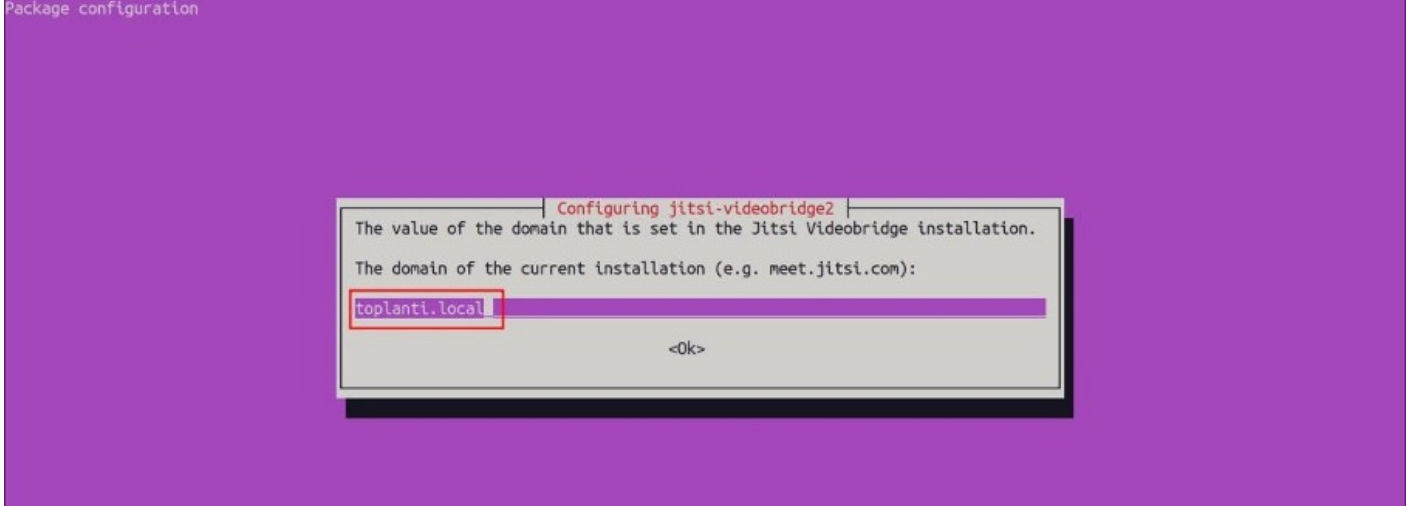 Package configuration
Configuring jitsi-videobridge2
The value of the domain that is set in the Jitsi Videobridge installation.
The domain of the current installation (e.g. meet.jitsi.com):
toplanti.local
<Ok>